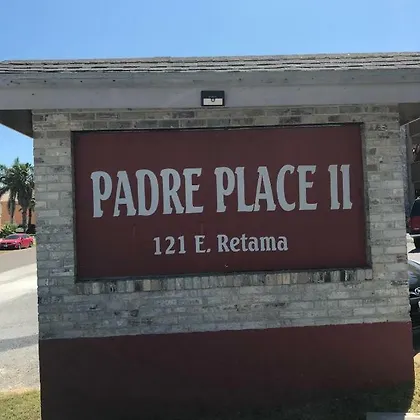 PADRE PLACE II
121 E. Retama